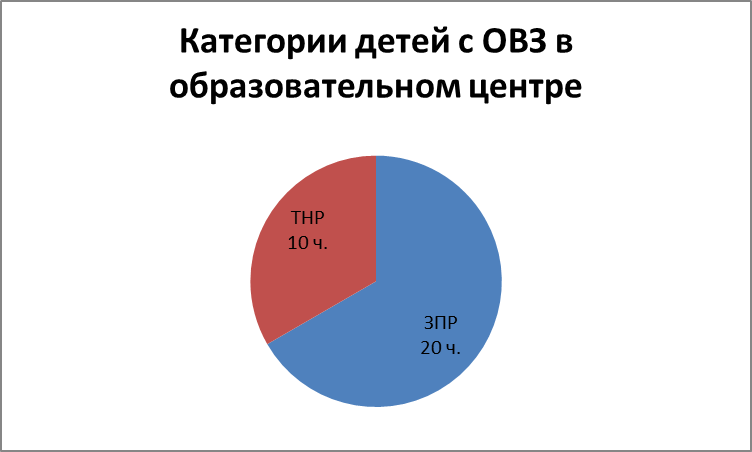 Категории детей с ОВЗ в
образовательном центре
ТНР
10 ч.
ЗПР
20 ч.